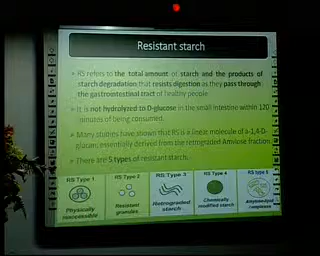 Resistant starch
RS refers to the total amount of starch and the products of
starch degradation that resists digestion as they pass through
the gastrointestinal tract of healthy people
It is not hydrolyzed to D-glucose in the small intestine within 120
minutes of being consumed.
Many studies have shown that RS is a linear molecule of α-1,4-D-
glucan, essentially derived from the retrograded Amylose fraction.
There are 5 types of resistant starch.
RS Type 1
RS Type 2
RS Type 3
RS Type 4
RS type 5
Physically
inaccessible
Resistant
granules
Retrograded
starch
Chemically
modified starch
Amylose-lipid
complexes